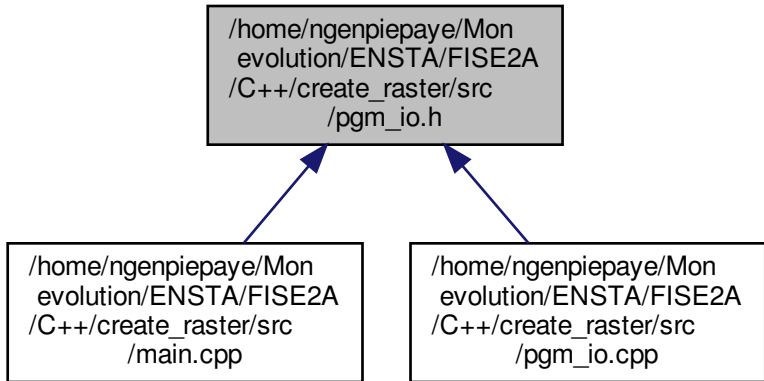 /home/ngenpiepaye/Mon
evolution/ENSTA/FISE2A
/C++/create_raster/src
/pgm_io.h
/home/ngenpiepaye/Mon
evolution/ENSTA/FISE2A
/C++/create_raster/src
/main.cpp
/home/ngenpiepaye/Mon
evolution/ENSTA/FISE2A
/C++/create_raster/src
/pgm_io.cpp